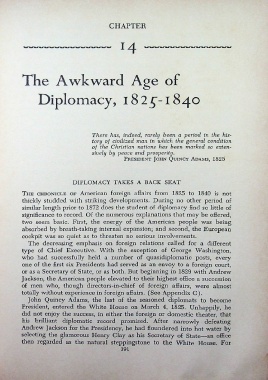 CHAPTER
14
The Awkward Age of
Diplomacy, 1825-1840
There has, indeed, rarely been a period in the his-
tory of civilized man in which the general condition
of the Christian nations has been marked so exten-
sively by peace and prosperity.
PRESIDENT JOHN QUINCY ADAMS, 1825
DIPLOMACY TAKES A BACK SEAT
THE CHRONICLE of American foreign affairs from 1825 to 1840 is not
thickly studded with striking developments. During no other period of
similar length prior to 1872 does the student of diplomacy find so little of
significance to record. Of the numerous explanations that may be offered,
two seem basic. First, the energy of the American people was being
absorbed by breath-taking internal expansion; and second, the European
cockpit was so quiet as to threaten no serious involvements.
The decreasing emphasis on foreign relations called for a different
type of Chief Executive. With the exception of George Washington,
who had successfully held a number of quasidiplomatic posts, every
one of the first six Presidents had served as an envoy to a foreign court,
or as a Secretary of State, or as both. But beginning in 1829 with Andrew
Jackson, the American people elevated to their highest office a succession
of men who, though directors-in-chief of foreign affairs, were almost
totally without experience in foreign affairs. (See Appendix C).
John Quincy Adams, the last of the seasoned diplomats to become
President, entered the White House on March 4, 1825. Unhappily, he
did not enjoy the success, in either the foreign or domestic theater, that
his brilliant diplomatic record promised. After narrowly defeating
Andrew Jackson for the Presidency, he had floundered into hot water by
selecting the glamorous Henry Clay as his Secretary of State—an office
then regarded as the natural steppingstone to the White House. For
191